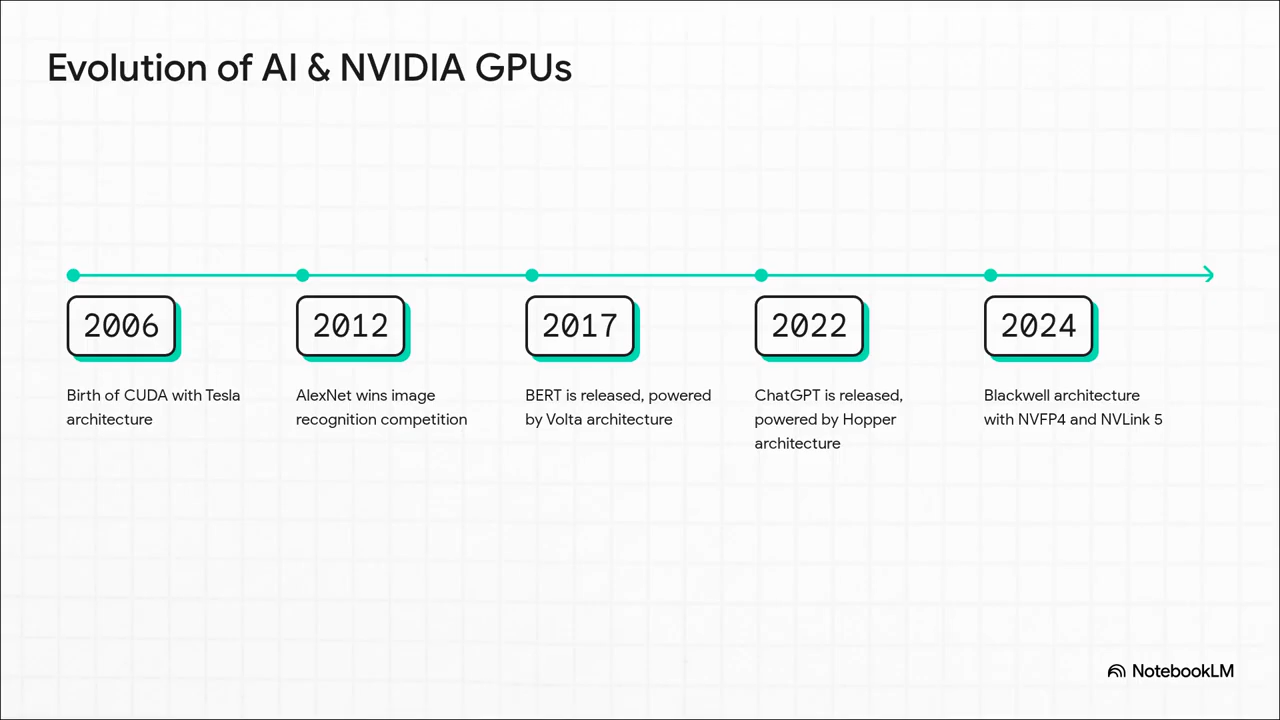 Evolution of AI & NVIDIA GPUs
2006
Birth of CUDA with Tesla
architecture
2012
AlexNet wins image
recognition competition
2017
BERT is released, powered
by Volta architecture
2022
ChatGPT is released,
powered by Hopper
architecture
2024
Blackwell architecture
with NVFP4 and NVLink 5
NotebookLM